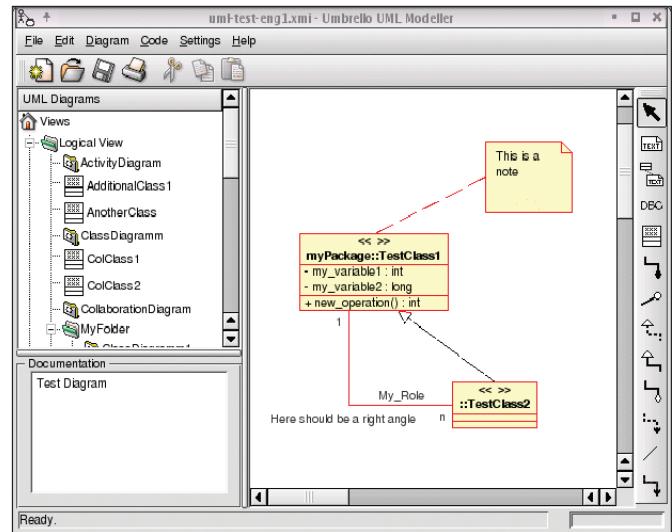 uml-test-eng1.xmi - Umbrello UML Modeller
File Edit Diagram Code Settings Help
UML Diagrams
Views
Logical View
ActivityDiagram
AdditionalClass1
AnotherClass
ClassDiagramm
ColClass1
ColClass2
CollaborationDiagram
MyFolder
ClassDiagramm1
Documentation
Test Diagram
This is a
note
<< >>
myPackage::TestClass1
- my_variable1 : int
- my_variable2 : long
+ new_operation() : int
1
My_Role
n
Here should be a right angle
<< >>
::TestClass2
TEXT
TEXT
DBC
Ready.